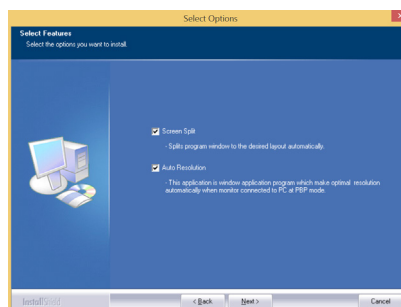 Select Options
Select Features
Select the options you want to install.
Screen Split
- Splits program window to the desired layout automatically.
Auto Resolution
- This application is window application program which make optimal resolution
automatically when monitor connected to PC at PBP mode.
InstallShield
< Back
Next >
Cancel